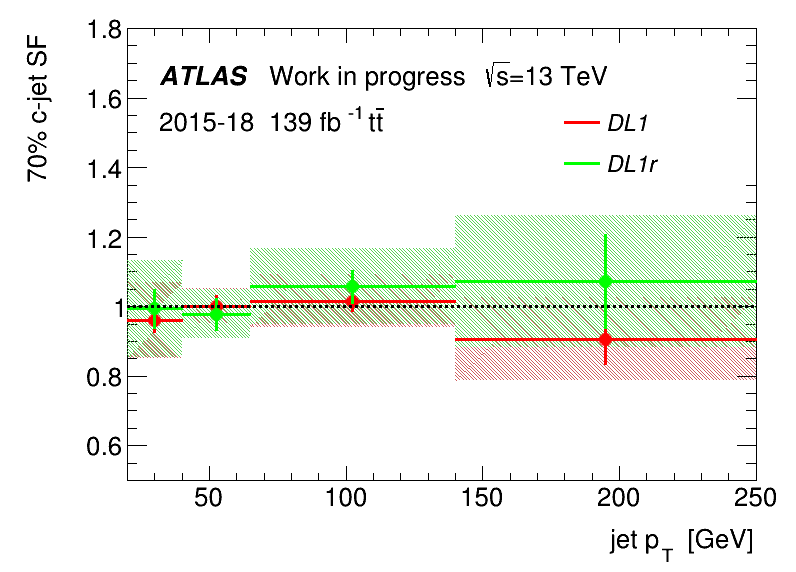 70% c-jet SF
1.8
1.6
1.4
1.2
1
0.8
0.6
ATLAS Work in progress √s=13 TeV
2015-18 139 fb⁻¹ tt̄
DL1
DL1r
50 100 150 200 250
jet p_T [GeV]